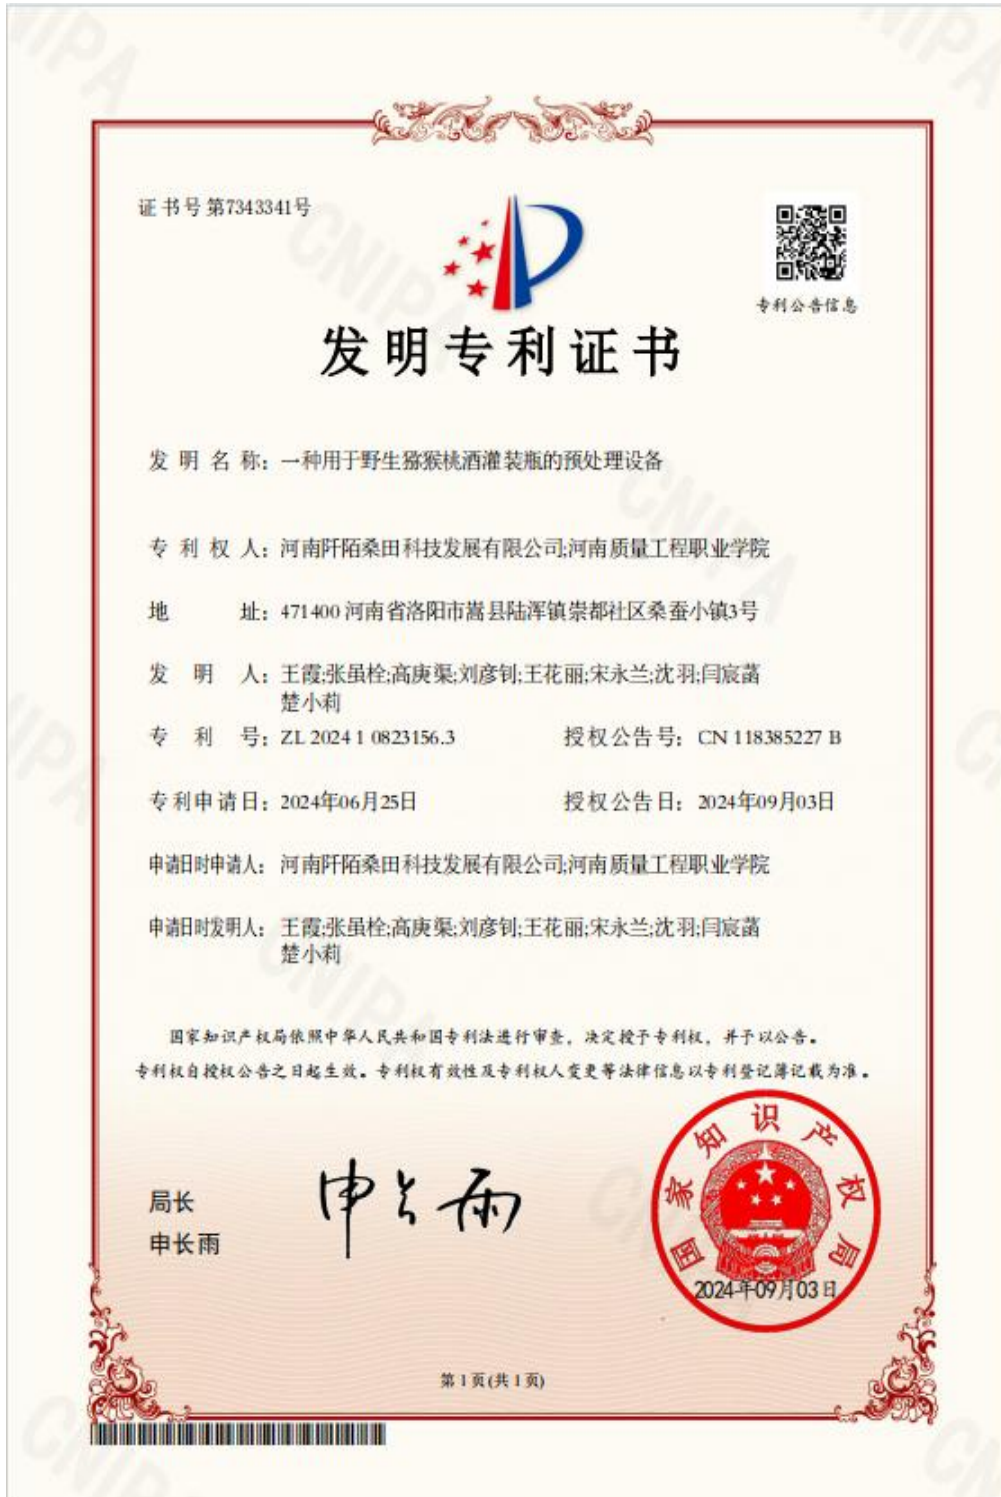 证书号第7343341号
专利公告信息
发明专利证书
发明名称：一种用于野生猕猴桃酒灌装瓶的预处理设备
专利权人：河南阡陌桑田科技发展有限公司;河南质量工程职业学院
地址：471400 河南省洛阳市嵩县陆浑镇崇都社区桑蚕小镇3号
发明人：王霞;张虽栓;高庚渠;刘彦钊;王花丽;宋永兰;沈羽;闫宸菡
楚小莉
专利号：ZL 2024 1 0823156.3 授权公告号：CN 118385227 B
专利申请日：2024年06月25日 授权公告日：2024年09月03日
申请日时申请人：河南阡陌桑田科技发展有限公司;河南质量工程职业学院
申请日时发明人：王霞;张虽栓;高庚渠;刘彦钊;王花丽;宋永兰;沈羽;闫宸菡
楚小莉
国家知识产权局依照中华人民共和国专利法进行审查，决定授予专利权，并予以公告。
专利权自授权公告之日起生效。专利权有效性及专利权人变更等法律信息以专利登记簿记载为准。
局长
申长雨
申长雨
国家知识产权局
2024年09月03日
第1页(共1页)
CNIPA